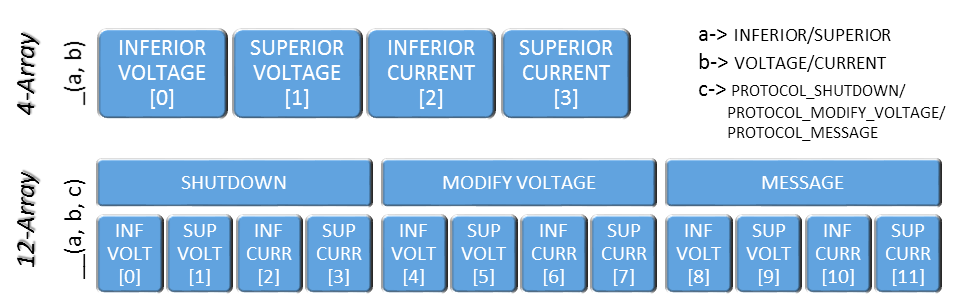 4-Array
_(a, b)
INFERIOR
VOLTAGE
[0]
SUPERIOR
VOLTAGE
[1]
INFERIOR
CURRENT
[2]
SUPERIOR
CURRENT
[3]
a-> INFERIOR/SUPERIOR
b-> VOLTAGE/CURRENT
c-> PROTOCOL_SHUTDOWN/
PROTOCOL_MODIFY_VOLTAGE/
PROTOCOL_MESSAGE
12-Array
__(a, b, c)
SHUTDOWN
MODIFY VOLTAGE
MESSAGE
INF
VOLT
[0]
SUP
VOLT
[1]
INF
CURR
[2]
SUP
CURR
[3]
INF
VOLT
[4]
SUP
VOLT
[5]
INF
CURR
[6]
SUP
CURR
[7]
INF
VOLT
[8]
SUP
VOLT
[9]
INF
CURR
[10]
SUP
CURR
[11]